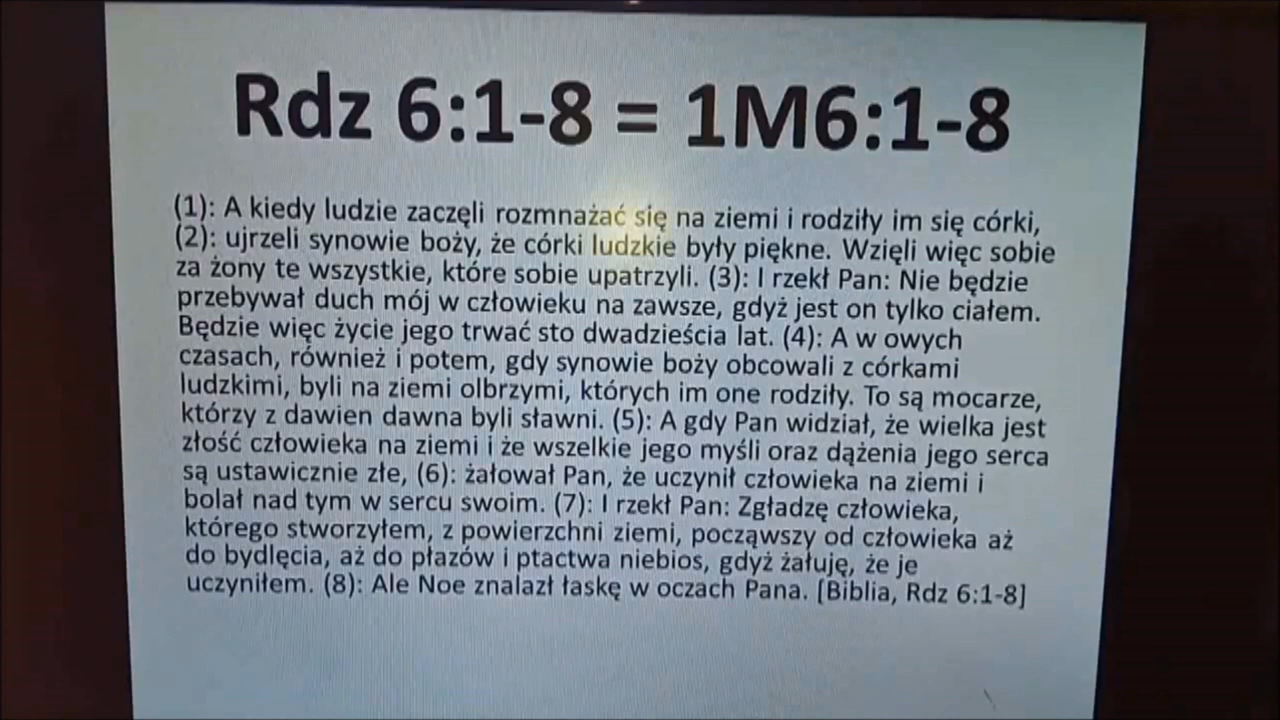 Rdz 6:1-8 = 1M6:1-8
(1): A kiedy ludzie zaczęli rozmnażać się na ziemi i rodziły im się córki,
(2): ujrzeli synowie boży, że córki ludzkie były piękne. Wzięli więc sobie
za żony te wszystkie, które sobie upatrzyli. (3): I rzekł Pan: Nie będzie
przebywał duch mój w człowieku na zawsze, gdyż jest on tylko ciałem.
Będzie więc życie jego trwać sto dwadzieścia lat. (4): A w owych
czasach, również i potem, gdy synowie boży obcowali z córkami
ludzkimi, byli na ziemi olbrzymi, których im one rodziły. To są mocarze,
którzy z dawien dawna byli sławni. (5): A gdy Pan widział, że wielka jest
złość człowieka na ziemi i że wszelkie jego myśli oraz dążenia jego serca
są ustawicznie złe, (6): żałował Pan, że uczynił człowieka na ziemi i
bolał nad tym w sercu swoim. (7): I rzekł Pan: Zgładzę człowieka,
którego stworzyłem, z powierzchni ziemi, począwszy od człowieka aż
do bydlęcia, aż do płazów i ptactwa niebios, gdyż żałuję, że je
uczyniłem. (8): Ale Noe znalazł łaskę w oczach Pana. [Biblia, Rdz 6:1-8]